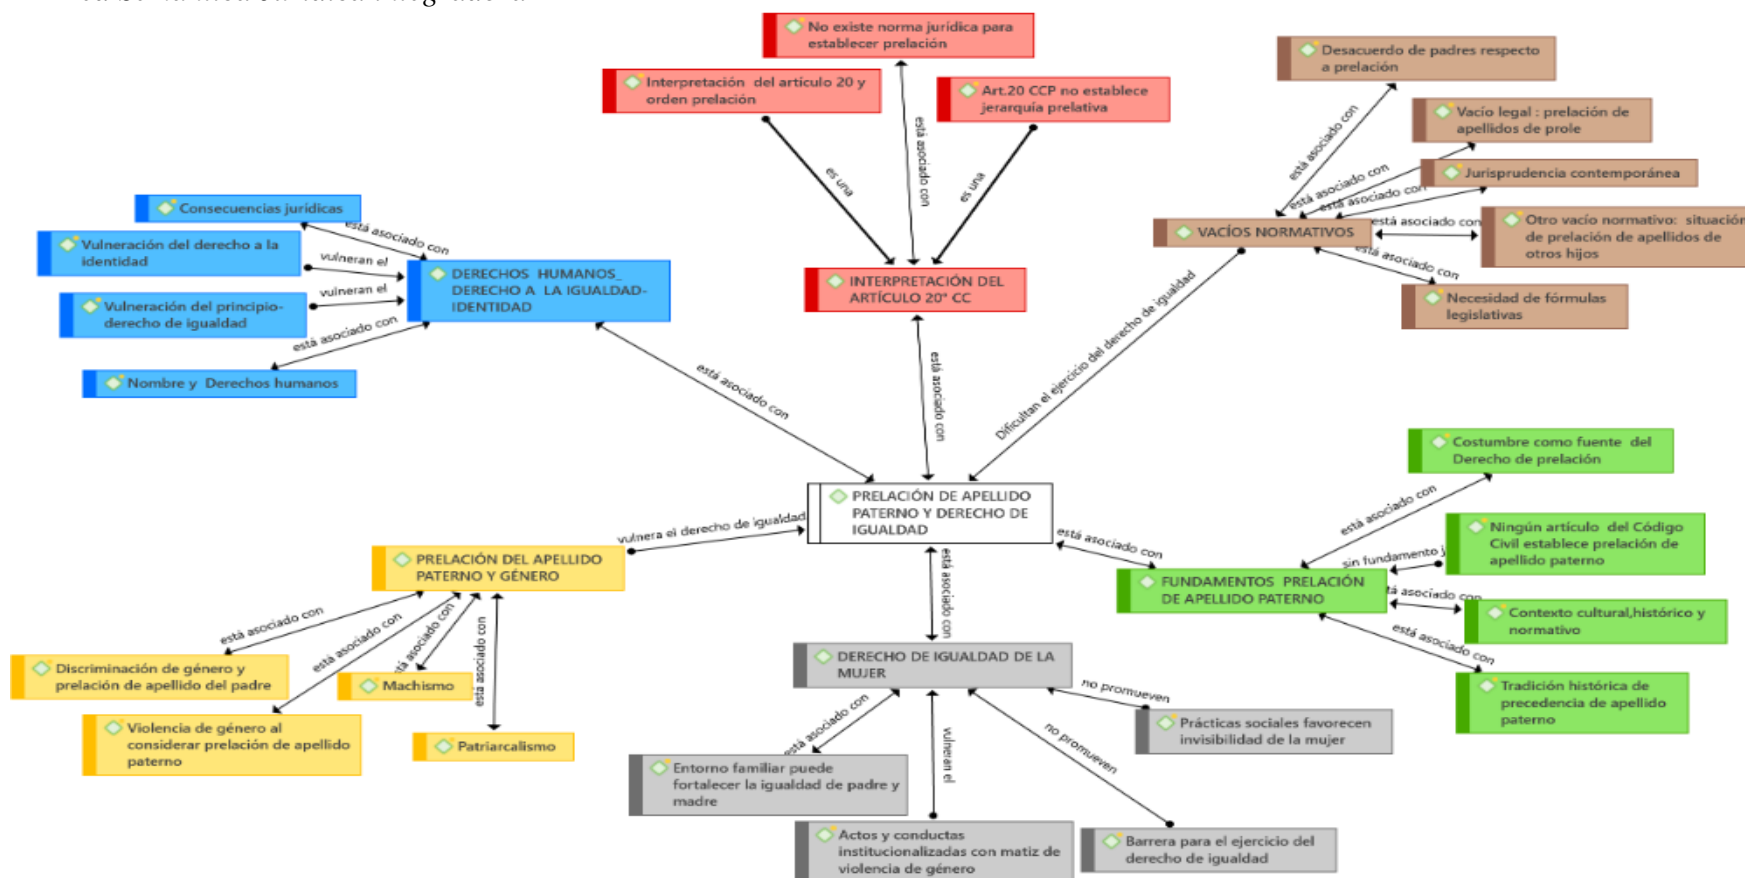 No existe norma jurídica para
establecer prelación
Interpretación del artículo 20 y
orden prelación
Art.20 CCP no establece
jerarquía prelativa
es una
está asociado con
es una
INTERPRETACIÓN DEL
ARTÍCULO 20° CC
está asociado con
Desacuerdo de padres respecto
a prelación
Vacío legal : prelación de
apellidos de prole
Jurisprudencia contemporánea
Otro vacío normativo: situación
de prelación de apellidos de
otros hijos
Necesidad de fórmulas
legislativas
está asociado con
está asociado con
está asociado con
está asociado con
está asociado con
VACÍOS NORMATIVOS
Dificultan el ejercicio del derecho de igualdad
Consecuencias jurídicas
Vulneración del derecho a la
identidad
Vulneración del principio-
derecho de igualdad
Nombre y Derechos humanos
está asociado con
vulneran el
vulneran el
está asociado con
DERECHOS HUMANOS_
DERECHO A LA IGUALDAD-
IDENTIDAD
está asociado con
PRELACIÓN DE APELLIDO
PATERNO Y DERECHO DE
IGUALDAD
vulnera el derecho de igualdad
PRELACIÓN DEL APELLIDO
PATERNO Y GÉNERO
está asociado con
está asociado con
está asociado con
está asociado con
Discriminación de género y
prelación de apellido del padre
Machismo
Violencia de género al
considerar prelación de apellido
paterno
Patriarcalismo
está asociado con
DERECHO DE IGUALDAD DE LA
MUJER
está asociado con
vulneran el
no promueven
no promueven
Prácticas sociales favorecen
invisibilidad de la mujer
Entorno familiar puede
fortalecer la igualdad de padre y
madre
Actos y conductas
institucionalizadas con matiz de
violencia de género
Barrera para el ejercicio del
derecho de igualdad
está asociado con
FUNDAMENTOS PRELACIÓN
DE APELLIDO PATERNO
está asociado con
sin fundamento j
tá asociado con
está asociado con
Costumbre como fuente del
Derecho de prelación
Ningún artículo del Código
Civil establece prelación de
apellido paterno
Contexto cultural,histórico y
normativo
Tradición histórica de
precedencia de apellido
paterno